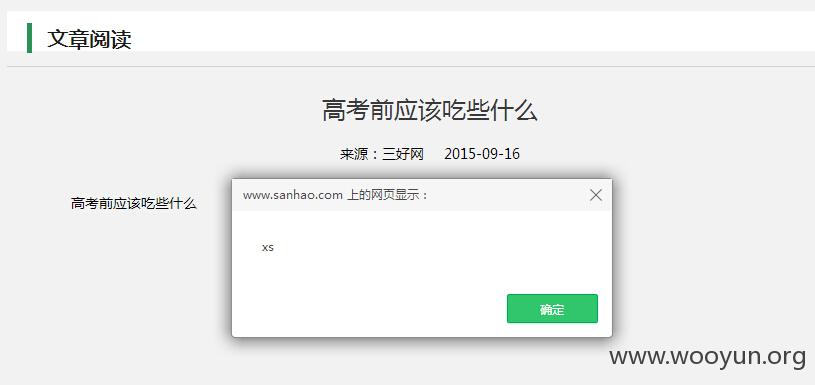 文章阅读
高考前应该吃些什么
来源：三好网 2015-09-16
高考前应该吃些什么
www.sanhao.com 上的网页显示：
xs
确定
www.wooyun.org